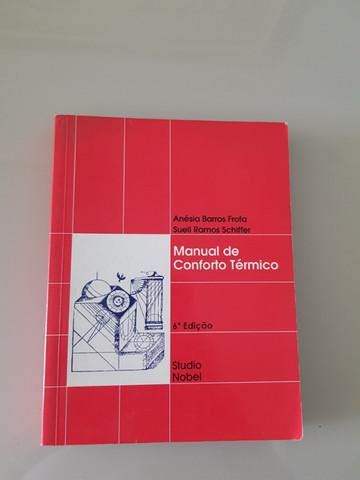 Anésia Barros Frota
Sueli Ramos Schiffer
Manual de
Conforto Térmico
6ª Edição
Studio
Nobel